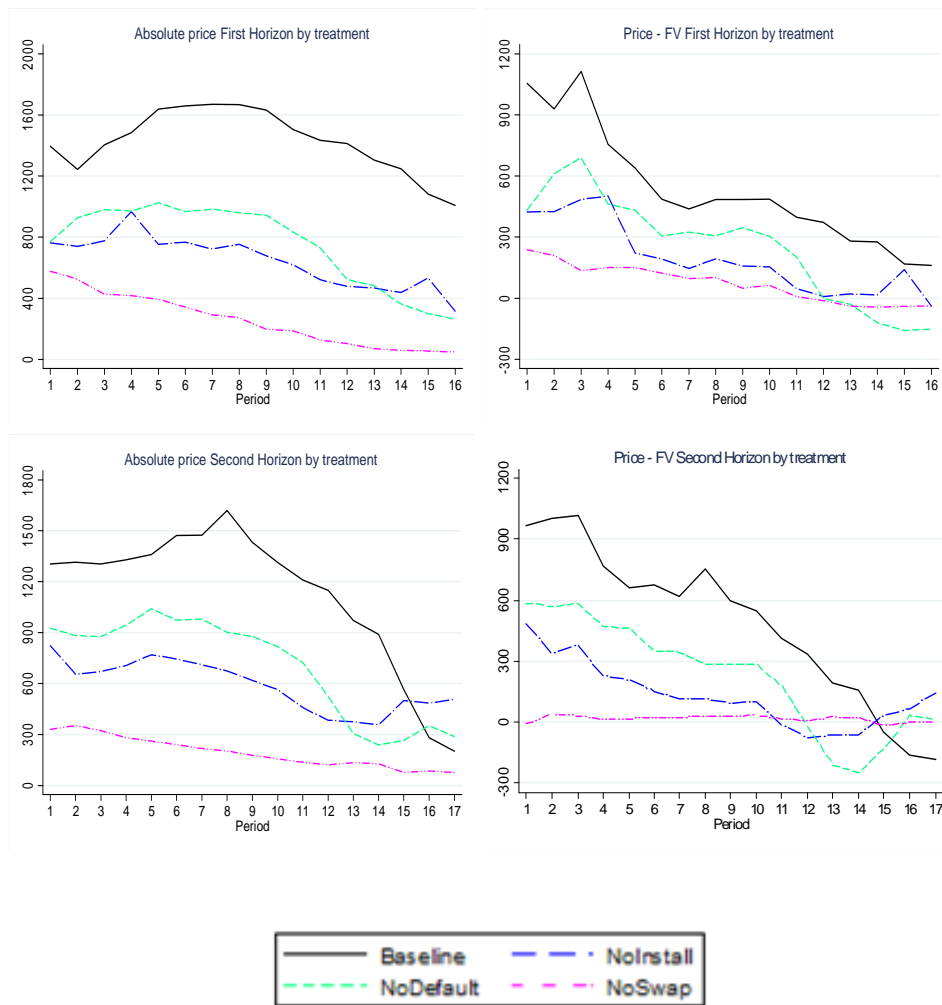 Absolute price First Horizon by treatment
2000
1600
1200
800
400
0
1 2 3 4 5 6 7 8 9 10 11 12 13 14 15 16
Period
Price - FV First Horizon by treatment
1200
900
600
300
0
-300
1 2 3 4 5 6 7 8 9 10 11 12 13 14 15 16
Period
Absolute price Second Horizon by treatment
1800
1500
1200
900
600
300
0
1 2 3 4 5 6 7 8 9 10 11 12 13 14 15 16 17
Period
Price - FV Second Horizon by treatment
1200
900
600
300
0
-300
1 2 3 4 5 6 7 8 9 10 11 12 13 14 15 16 17
Period
Baseline NoInstall
NoDefault NoSwap